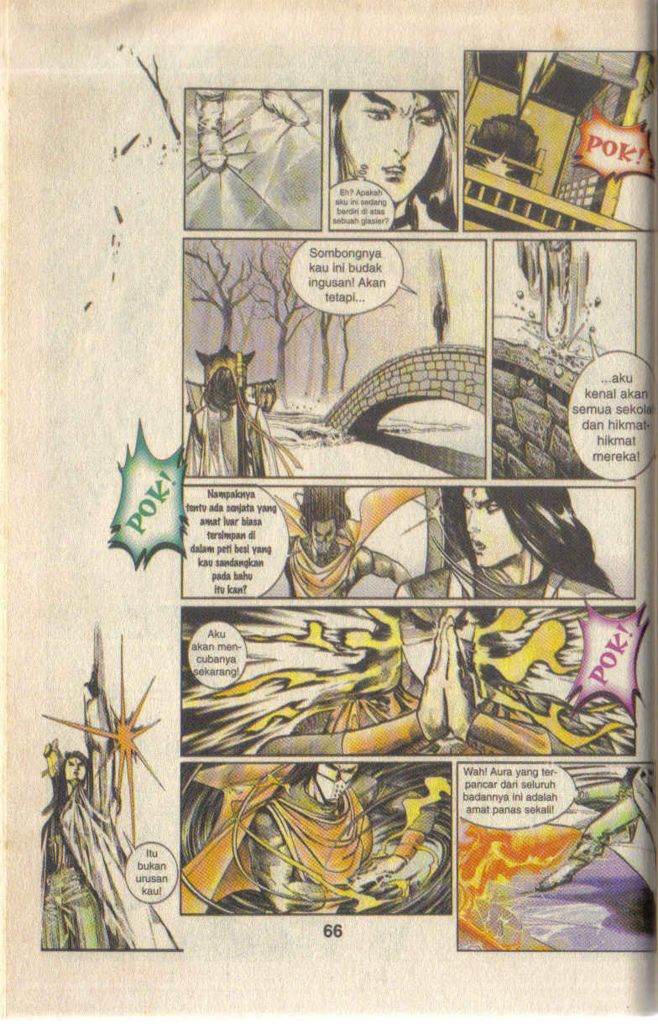 Eh? Apakah
aku ini sedang
berdiri di atas
sebuah glasier?
POK!
Sombongnya
kau ini budak
ingusan! Akan
tetapi...
...aku
kenal akan
semua sekolah
dan hikmat-
hikmat
mereka!
POK!
Nampaknya
tentu ada senjata yang
amat luar biasa
tersimpan di
dalam peti besi yang
kau sandangkan
pada bahu
itu kan?
Aku
akan men-
cubanya
sekarang!
POK!
Itu
bukan
urusan
kau!
Wah! Aura yang ter-
pancar dari seluruh
badannya ini adalah
amat panas sekali!
66